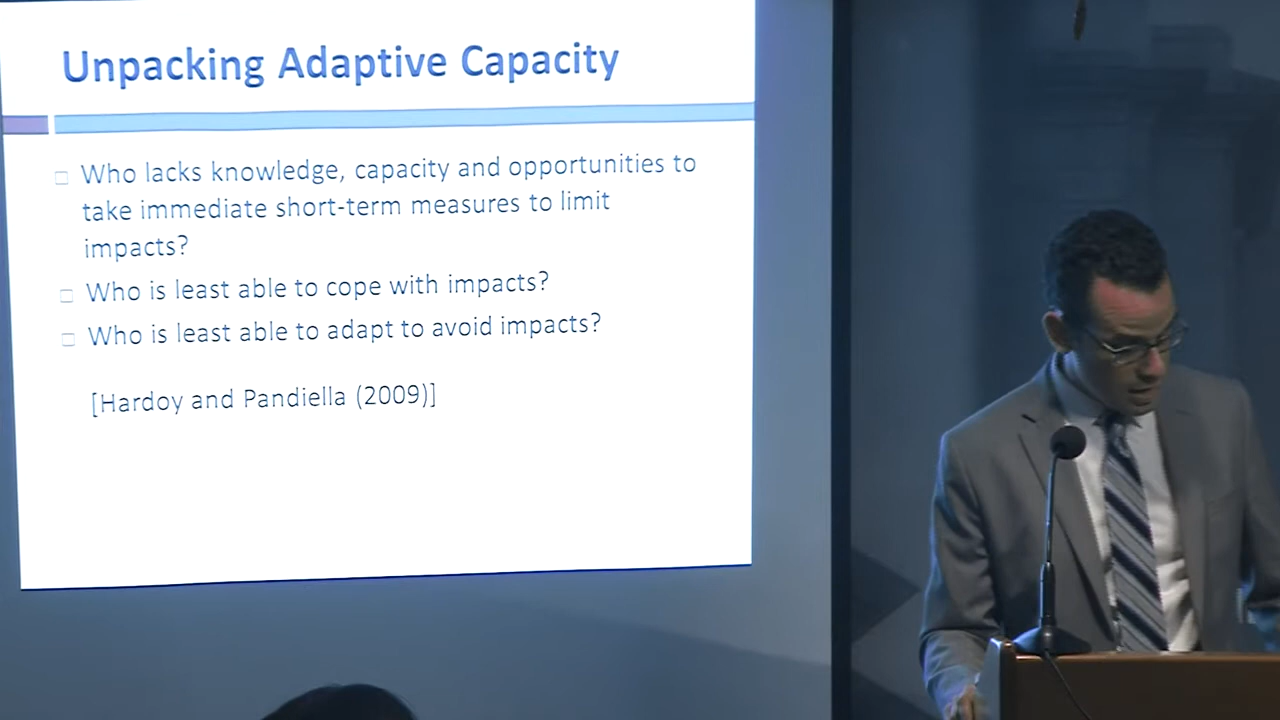 Unpacking Adaptive Capacity
Who lacks knowledge, capacity and opportunities to
take immediate short-term measures to limit
impacts?
Who is least able to cope with impacts?
Who is least able to adapt to avoid impacts?
[Hardoy and Pandiella (2009)]